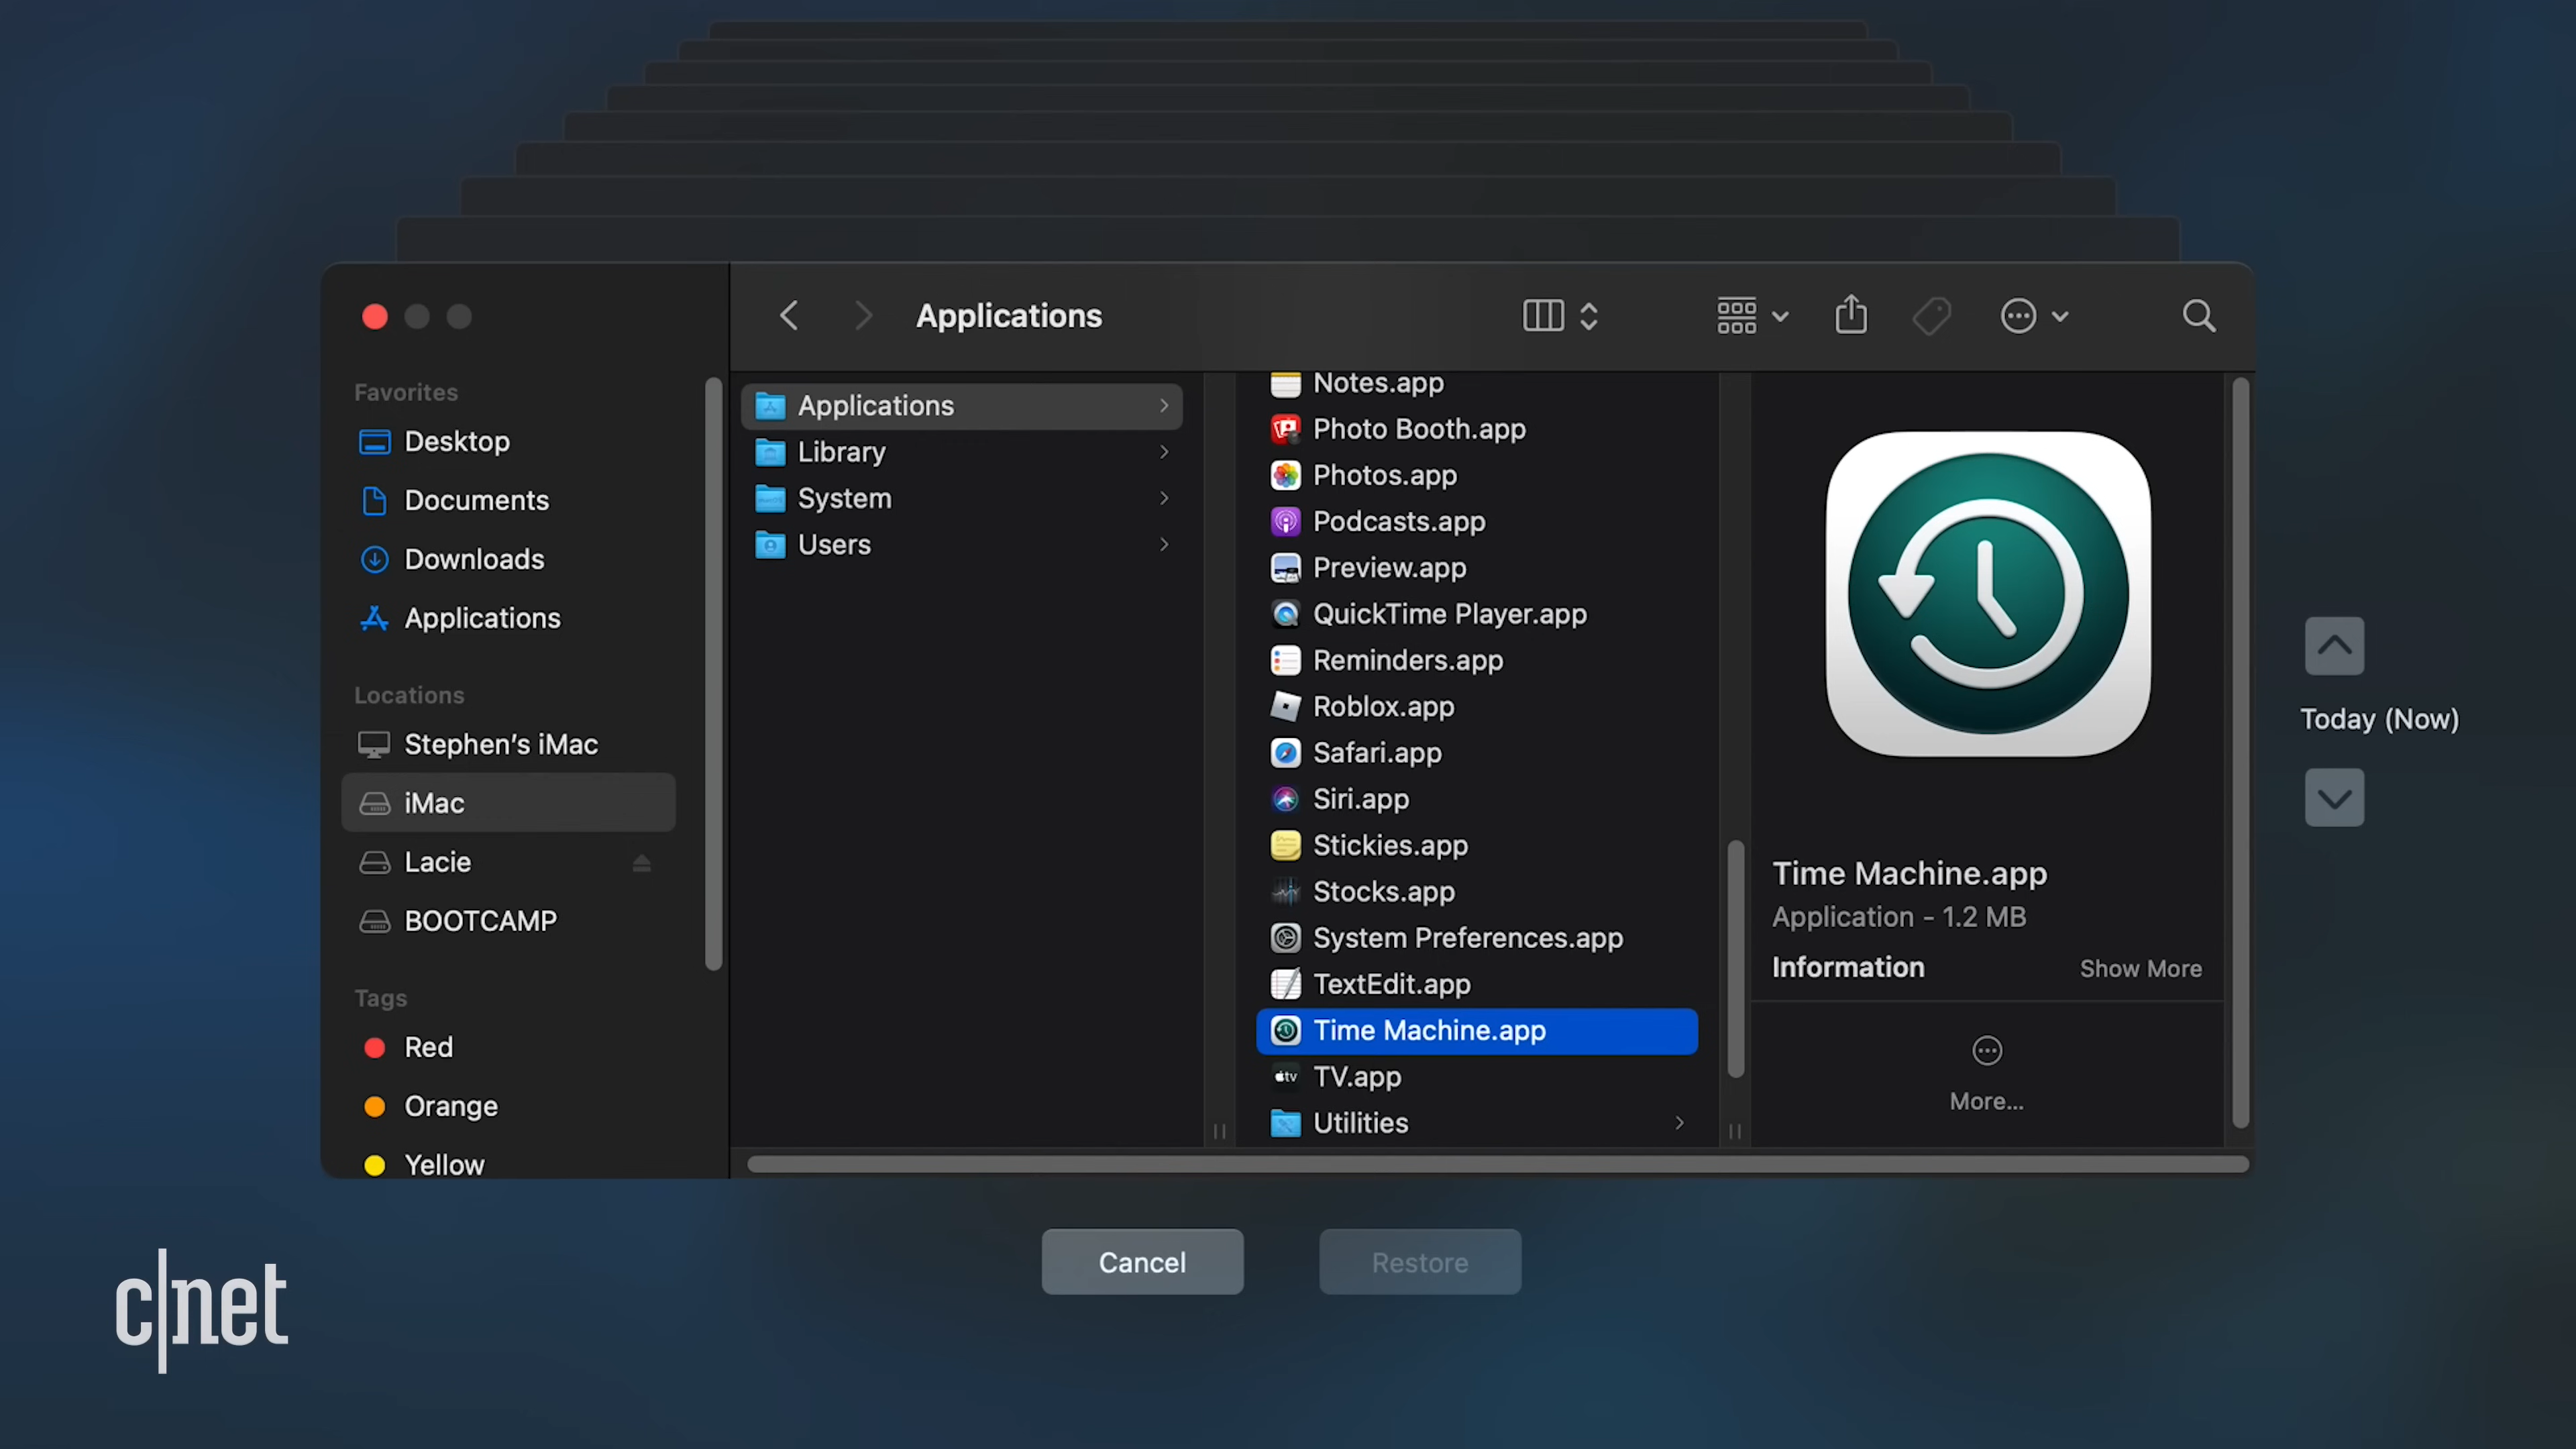 Applications
Favorites
Desktop
Documents
Downloads
Applications
Locations
Stephen's iMac
iMac
Lacie
BOOTCAMP
Tags
Red
Orange
Yellow
Applications
Library
System
Users
Notes.app
Photo Booth.app
Photos.app
Podcasts.app
Preview.app
QuickTime Player.app
Reminders.app
Roblox.app
Safari.app
Siri.app
Stickies.app
Stocks.app
System Preferences.app
TextEdit.app
Time Machine.app
tv TV.app
Utilities
Time Machine.app
Application - 1.2 MB
Information Show More
More...
Today (Now)
Cancel
Restore
c|net